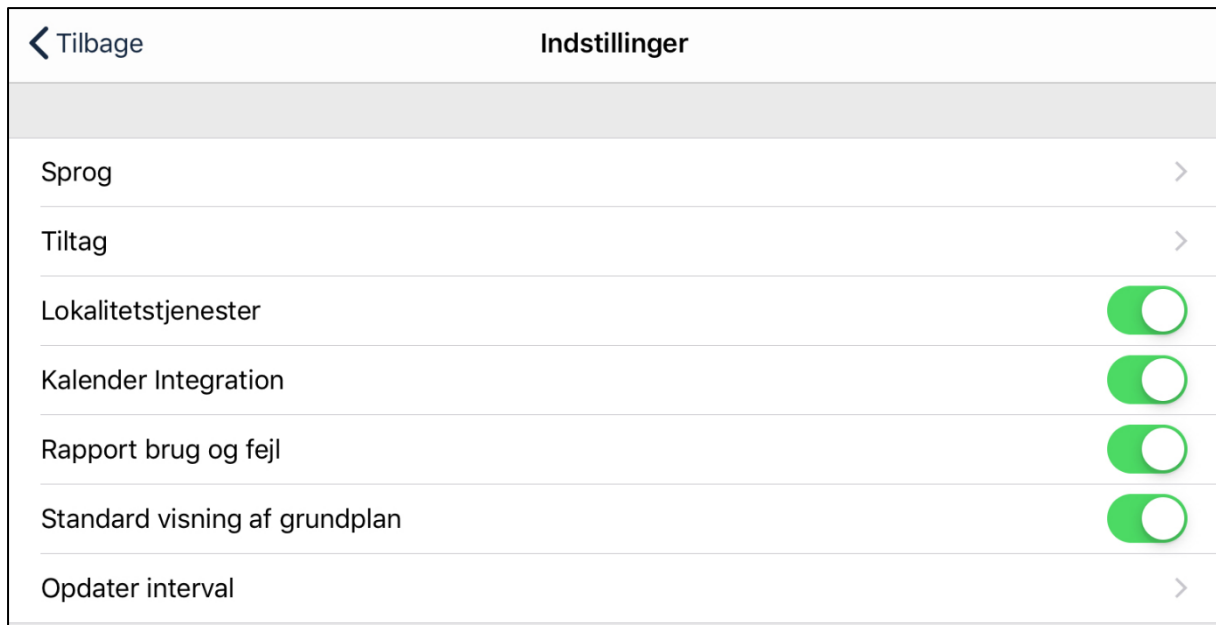 Tilbage
Indstillinger
Sprog
Tiltag
Lokalitetstjenester
Kalender Integration
Rapport brug og fejl
Standard visning af grundplan
Opdater interval